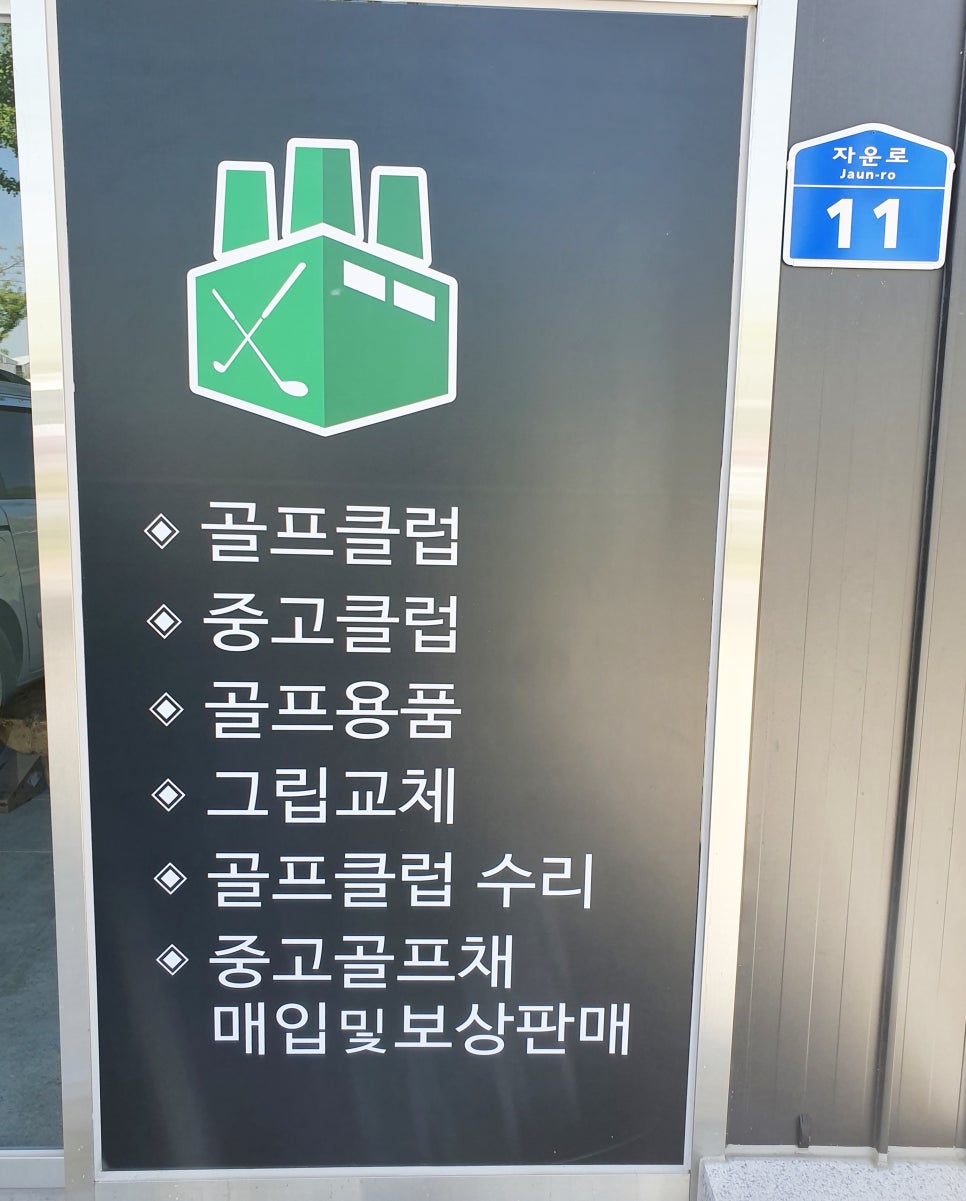 자운로
Jaun-ro
11
◈ 골프클럽
◈ 중고클럽
◈ 골프용품
◈ 그립교체
◈ 골프클럽 수리
◈ 중고골프채
매입및보상판매